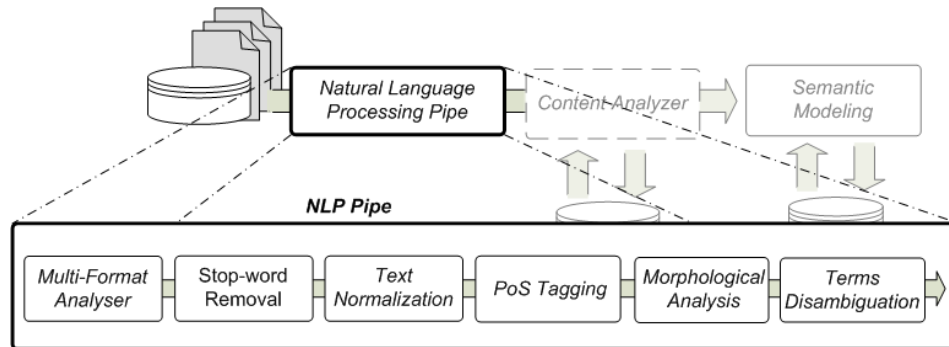 Natural Language
Processing Pipe
Content Analyzer
Semantic
Modeling
NLP Pipe
Multi-Format
Analyser
Stop-word
Removal
Text
Normalization
PoS Tagging
Morphological
Analysis
Terms
Disambiguation